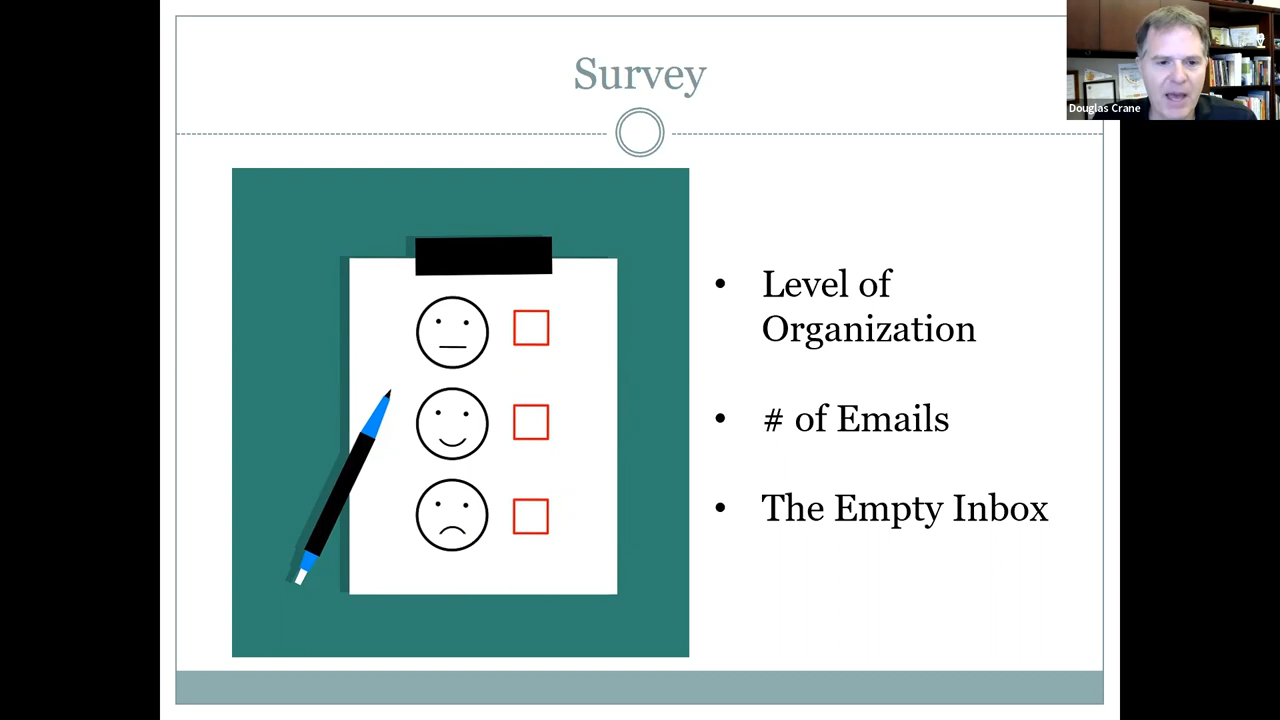 Survey
Douglas Crane
• Level of
Organization
• # of Emails
• The Empty Inbox